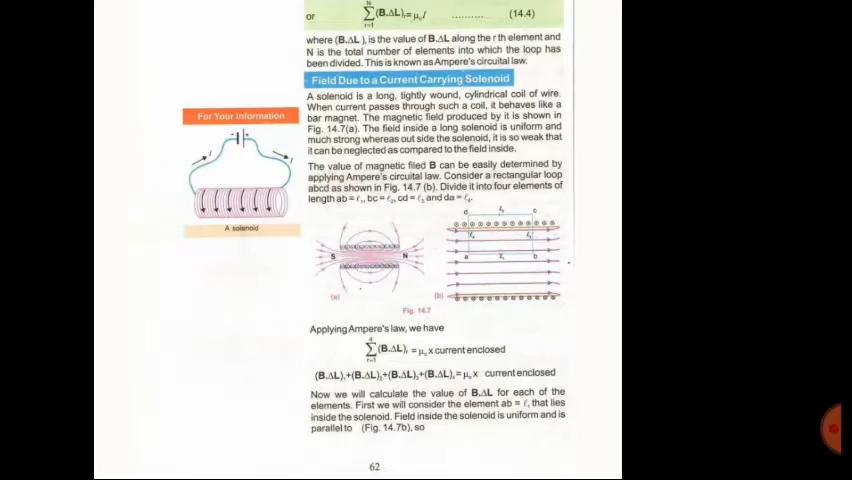 or
N
∑ (B.ΔL)r = μo I .......... (14.4)
r=1
where (B.ΔL)r is the value of B.ΔL along the r th element and
N is the total number of elements into which the loop has
been divided. This is known as Ampere's circuital law.
Field Due to a Current Carrying Solenoid
A solenoid is a long, tightly wound, cylindrical coil of wire.
When current passes through such a coil, it behaves like a
bar magnet. The magnetic field produced by it is shown in
Fig. 14.7(a). The field inside a long solenoid is uniform and
much strong whereas out side the solenoid, it is so weak that
it can be neglected as compared to the field inside.
The value of magnetic filed B can be easily determined by
applying Ampere's circuital law. Consider a rectangular loop
abcd as shown in Fig. 14.7 (b). Divide it into four elements of
length ab = ℓ1, bc = ℓ2, cd = ℓ3 and da = ℓ4.
For Your Information
- +
I I
A solenoid
S N
(a)
d ℓ3 c
ℓ4 ℓ2
a ℓ1 b
(b)
Fig. 14.7
Applying Ampere's law, we have
4
∑ (B.ΔL)r = μo x current enclosed
r=1
(B.ΔL)1+(B.ΔL)2+(B.ΔL)3+(B.ΔL)4 = μo x current enclosed
Now we will calculate the value of B.ΔL for each of the
elements. First we will consider the element ab = ℓ1 that lies
inside the solenoid. Field inside the solenoid is uniform and is
parallel to (Fig. 14.7b), so
62